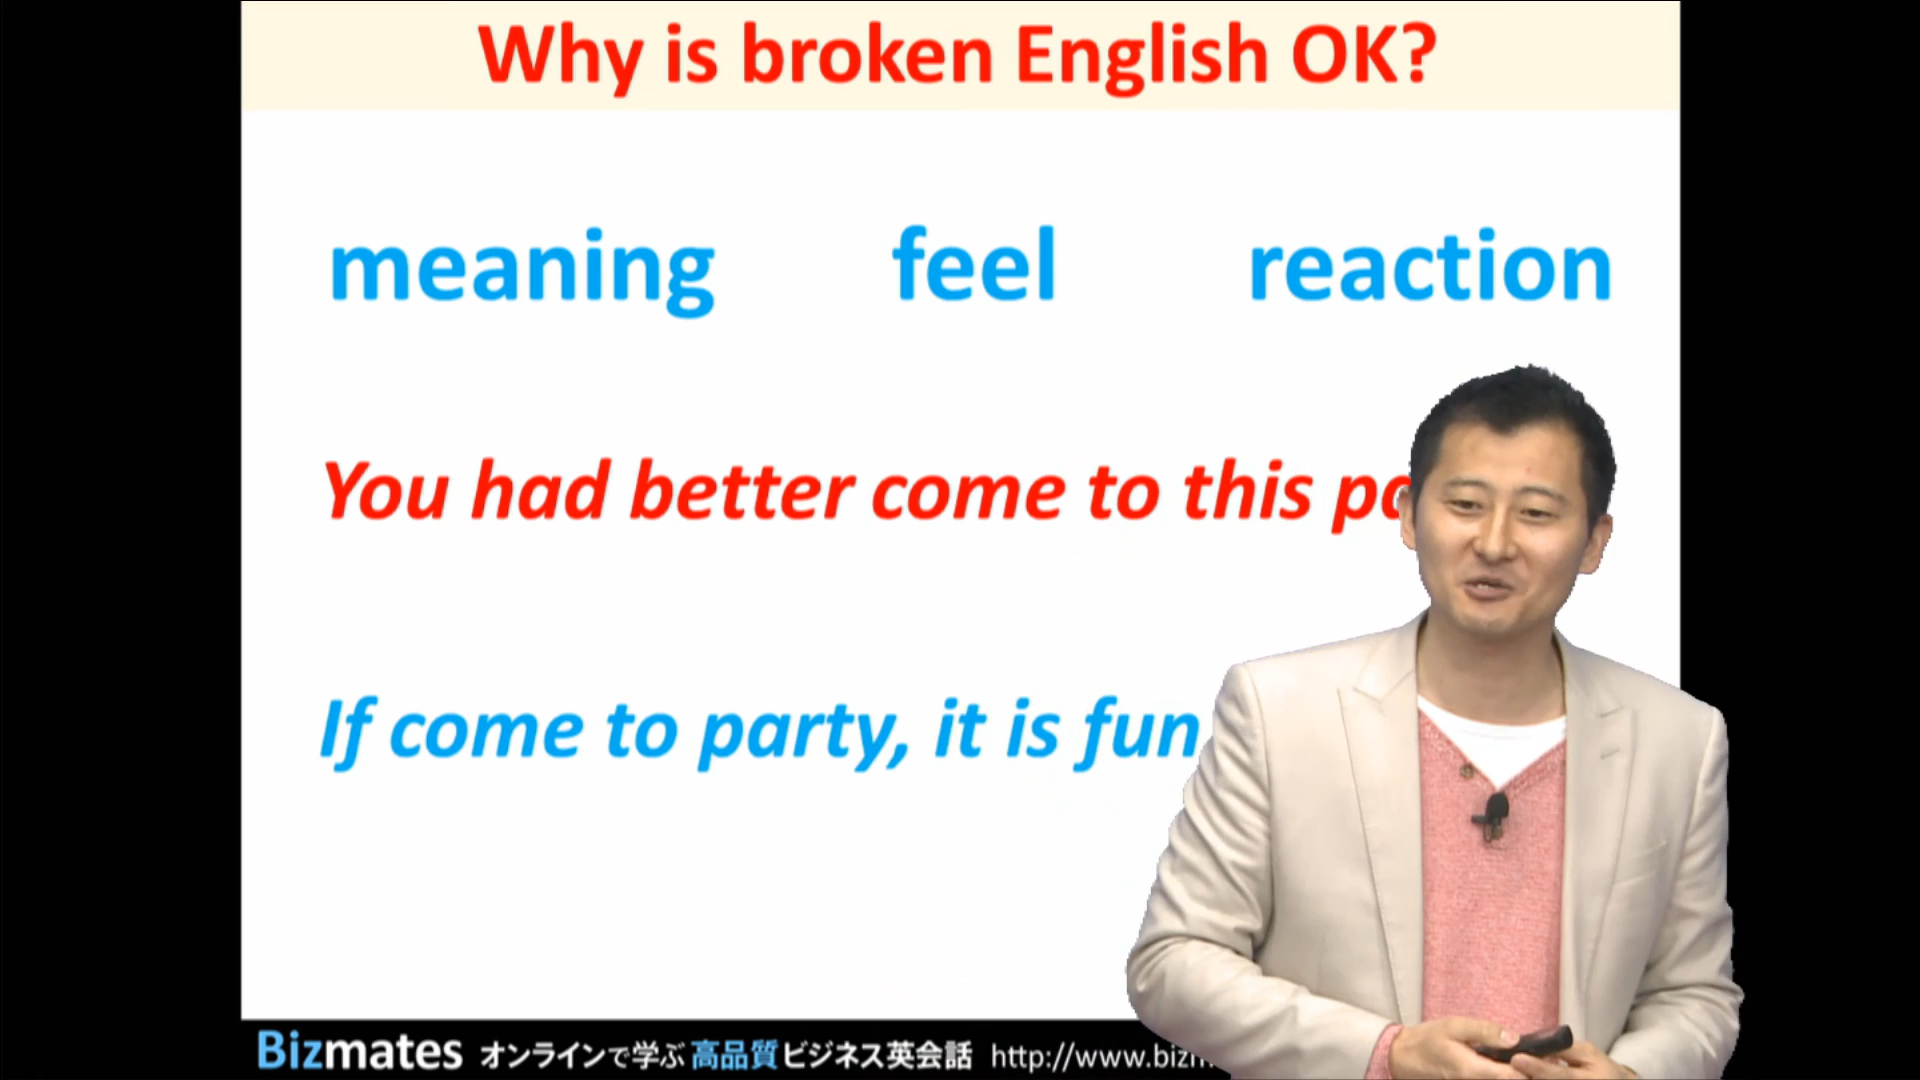 Why is broken English OK?
meaning feel reaction
You had better come to this
If come to party, it is fun
Bizmates オンラインで学ぶ 高品質ビジネス英会話 http://www.biz